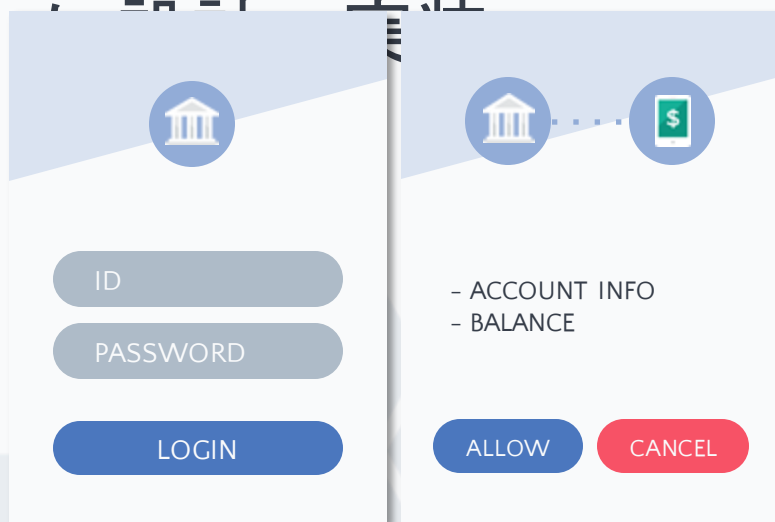 ID
PASSWORD
LOGIN
- ACCOUNT INFO
- BALANCE
ALLOW
CANCEL
$